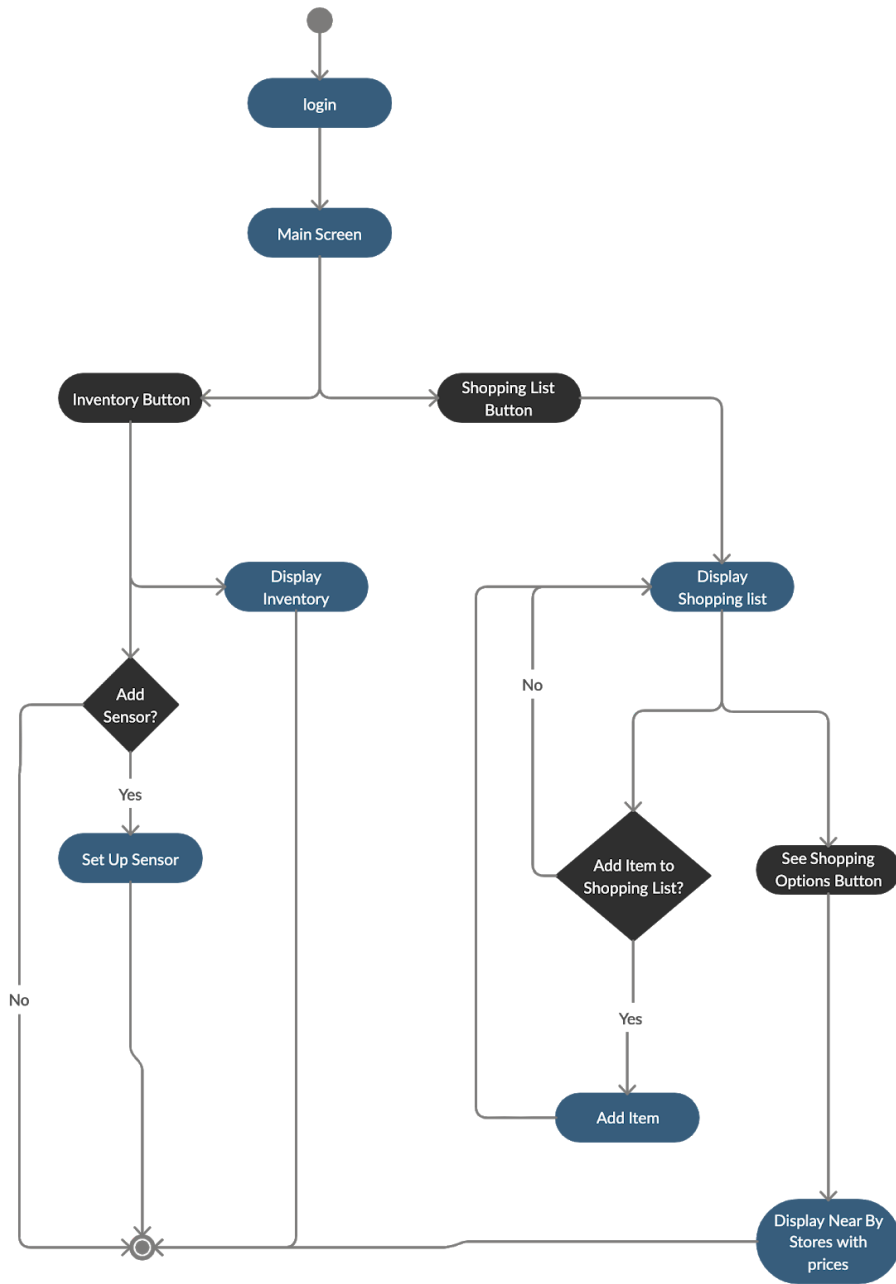 login
Main Screen
Inventory Button
Shopping List
Button
Display
Inventory
Display
Shopping list
No
Add
Sensor?
Yes
Set Up Sensor
Add Item to
Shopping List?
See Shopping
Options Button
No
Yes
Add Item
Display Near By
Stores with
prices